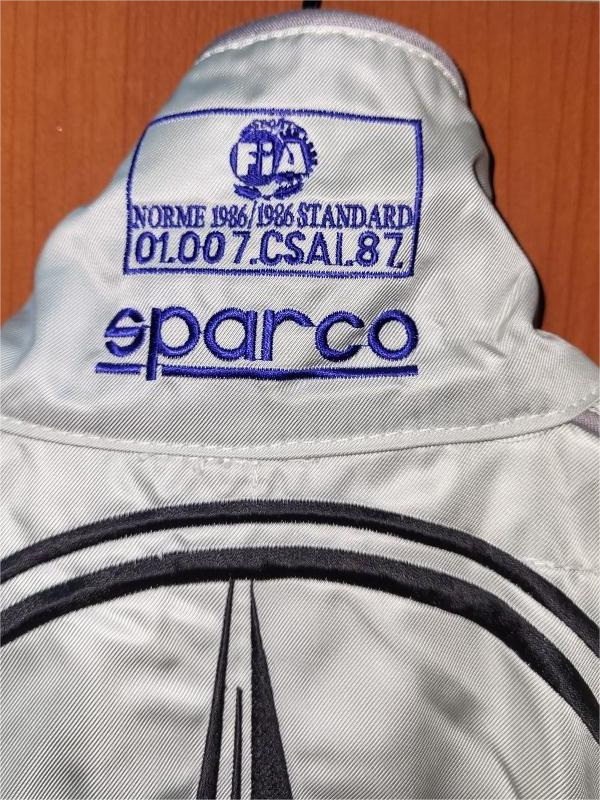 FIA
NORME 1986/1986 STANDARD
01.007.CSAI.87.
sparco